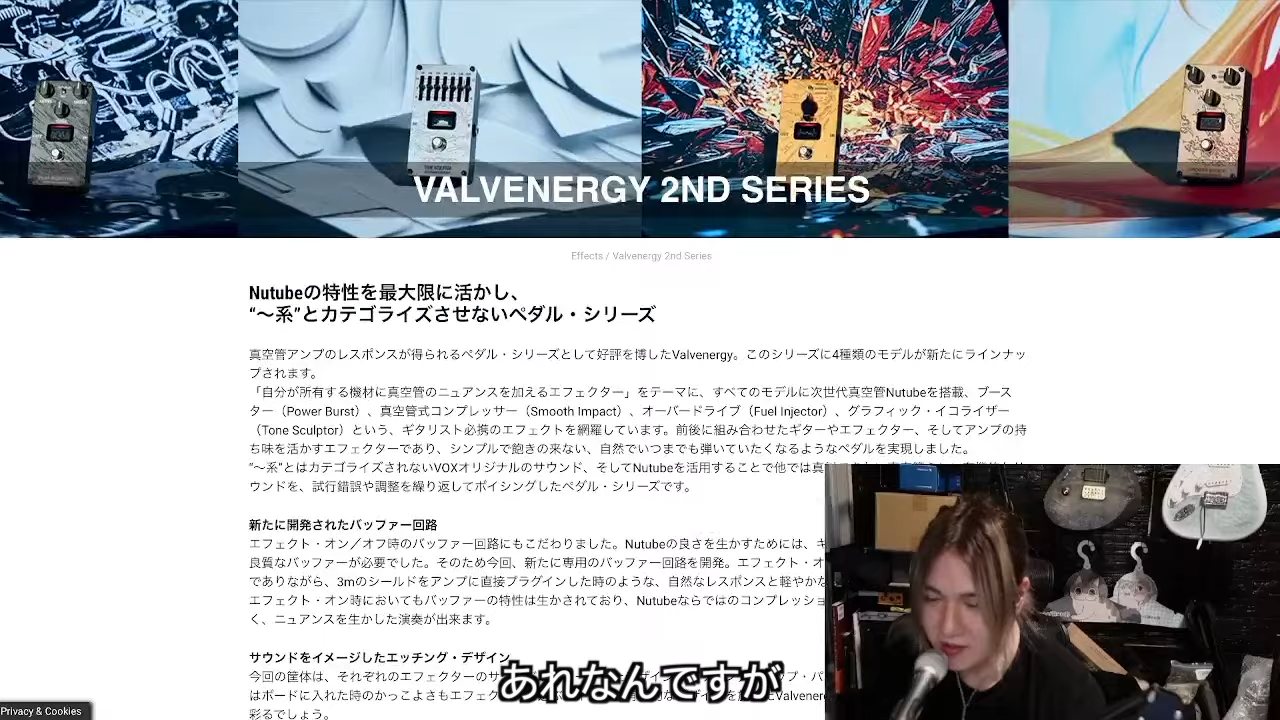 VALVENERGY 2ND SERIES
Effects / Valvenergy 2nd Series
Nutubeの特性を最大限に活かし、
“〜系”とカテゴライズさせないペダル・シリーズ
真空管アンプのレスポンスが得られるペダル・シリーズとして好評を博したValvenergy。このシリーズに4種類のモデルが新たにラインナッ
プされます。
「自分が所有する機材に真空管のニュアンスを加えるエフェクター」をテーマに、すべてのモデルに次世代真空管Nutubeを搭載、ブース
ター（Power Burst）、真空管式コンプレッサー（Smooth Impact）、オーバードライブ（Fuel Injector）、グラフィック・イコライザー
（Tone Sculptor）という、ギタリスト必携のエフェクトを網羅しています。前後に組み合わせたギターやエフェクター、そしてアンプの持
ち味を活かすエフェクターであり、シンプルで飽きの来ない、自然でいつまでも弾いていたくなるようなペダルを実現しました。
”〜系”とはカテゴライズされないVOXオリジナルのサウンド、そしてNutubeを活用することで他では真
ウンドを、試行錯誤や調整を繰り返してボイシングしたペダル・シリーズです。
新たに開発されたバッファー回路
エフェクト・オン／オフ時のバッファー回路にもこだわりました。Nutubeの良さを生かすためには、キ
良質なバッファーが必要でした。そのため今回、新たに専用のバッファー回路を開発。エフェクト・オ
でありながら、3mのシールドをアンプに直接プラグインした時のような、自然なレスポンスと軽やかな
エフェクト・オン時においてもバッファーの特性は生かされており、Nutubeならではのコンプレッショ
く、ニュアンスを生かした演奏が出来ます。
サウンドをイメージしたエッチング・デザイン
今回の筐体は、それぞれのエフェクターのサ
はボードに入れた時のかっこよさもエフェク
彩るでしょう。
あれなんですが
Privacy & Cookies